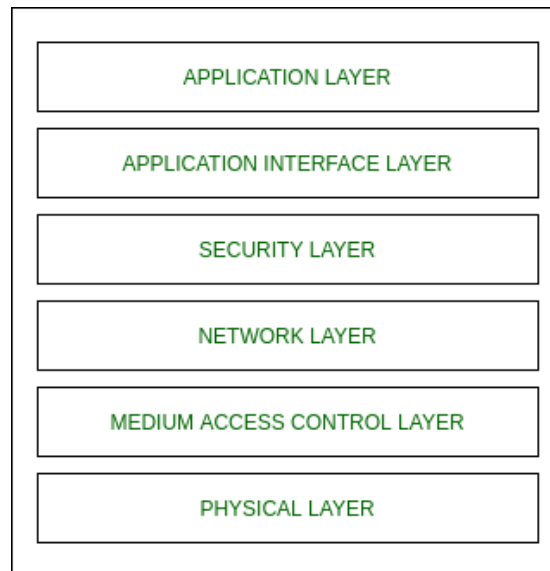 APPLICATION LAYER
APPLICATION INTERFACE LAYER
SECURITY LAYER
NETWORK LAYER
MEDIUM ACCESS CONTROL LAYER
PHYSICAL LAYER